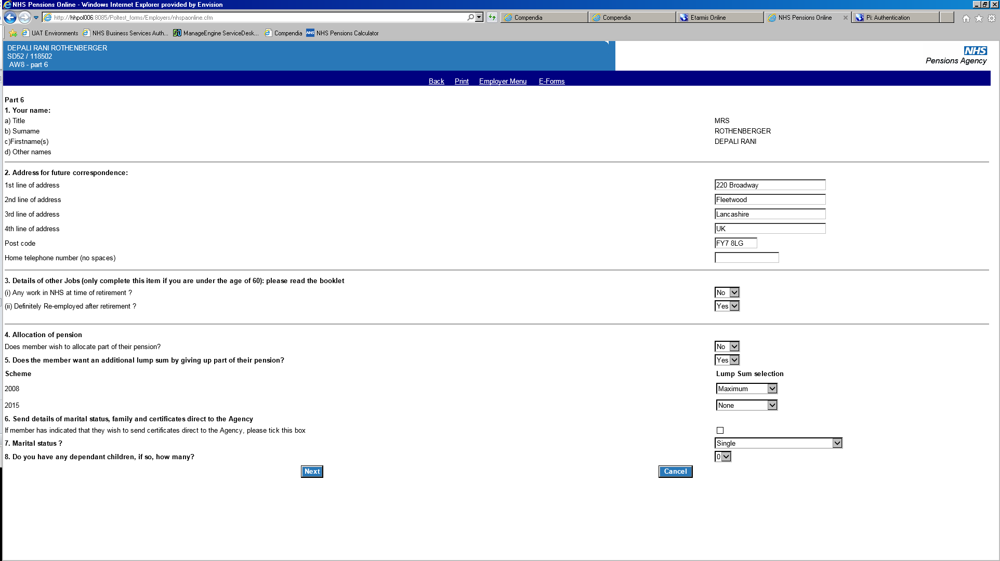 NHS Pensions Online - Windows Internet Explorer provided by Envision
http://hhpol006:8085/Poltest_forms/Employers/nhspaonline.cfm
Compendia
Compendia
Etarmis Online
NHS Pensions Online
Pi: Authentication
UAT Environments
NHS Business Services Auth...
ManageEngine ServiceDesk...
Compendia
NHS Pensions Calculator
DEPALI RANI ROTHENBERGER
SD52 / 118502
AW8 - part 6
NHS
Pensions Agency
Back Print Employer Menu E-Forms
Part 6
1. Your name:
a) Title MRS
b) Surname ROTHENBERGER
c)Firstname(s) DEPALI RANI
d) Other names
2. Address for future correspondence:
1st line of address 220 Broadway
2nd line of address Fleetwood
3rd line of address Lancashire
4th line of address UK
Post code FY7 8LG
Home telephone number (no spaces)
3. Details of other Jobs (only complete this item if you are under the age of 60): please read the booklet
(i) Any work in NHS at time of retirement ? No
(ii) Definitely Re-employed after retirement ? Yes
4. Allocation of pension
Does member wish to allocate part of their pension? No
5. Does the member want an additional lump sum by giving up part of their pension? Yes
Scheme Lump Sum selection
2008 Maximum
2015 None
6. Send details of marital status, family and certificates direct to the Agency
If member has indicated that they wish to send certificates direct to the Agency, please tick this box
7. Marital status ? Single
8. Do you have any dependant children, if so, how many? 0
Next Cancel